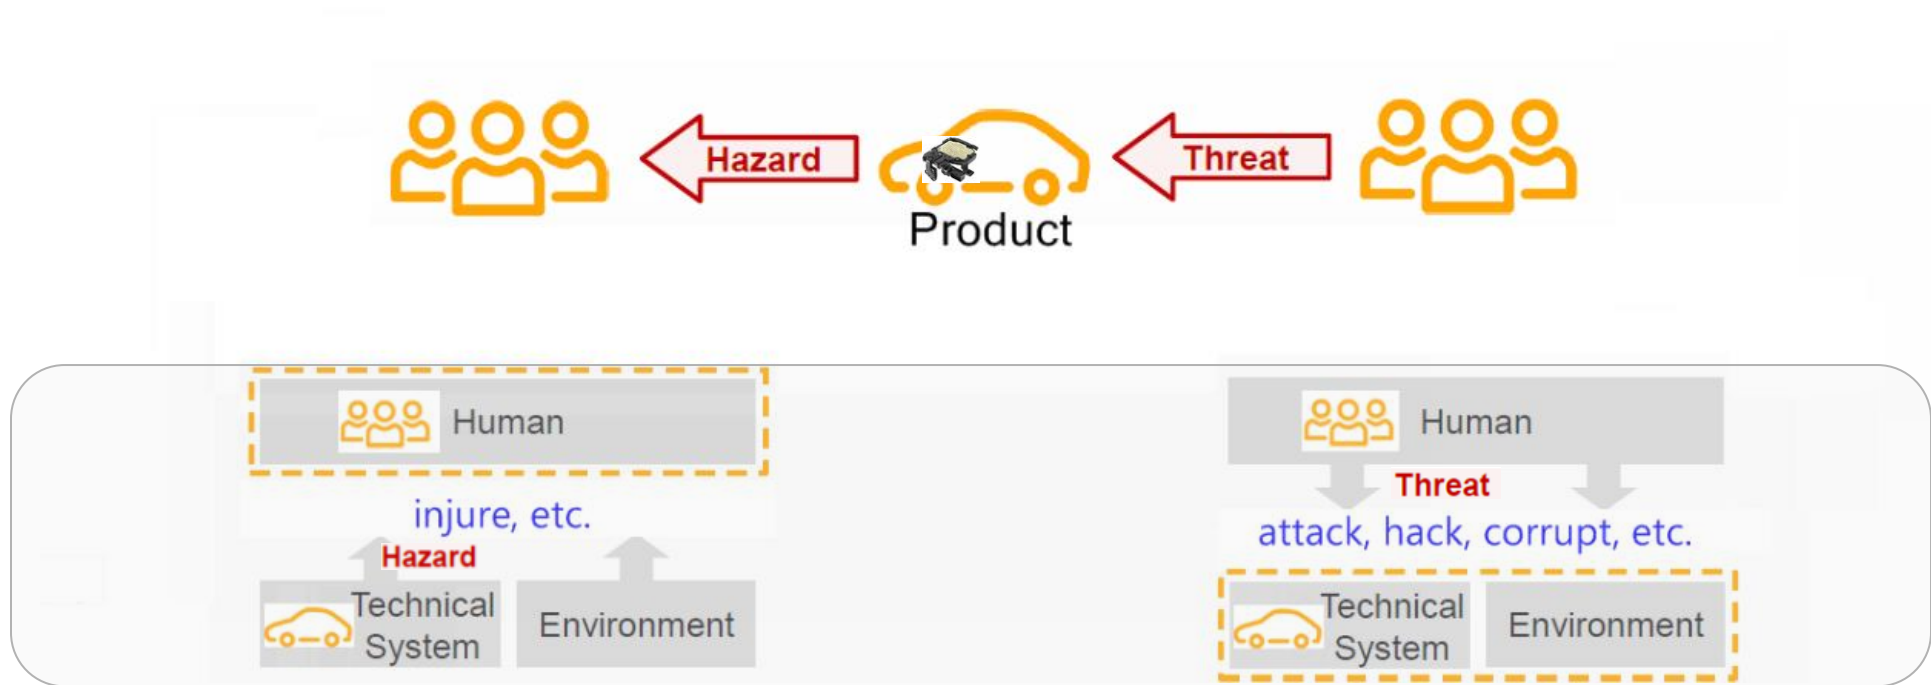 Hazard
Threat
Product
Human
injure, etc.
Hazard
Technical
System
Environment
Human
Threat
attack, hack, corrupt, etc.
Technical
System
Environment